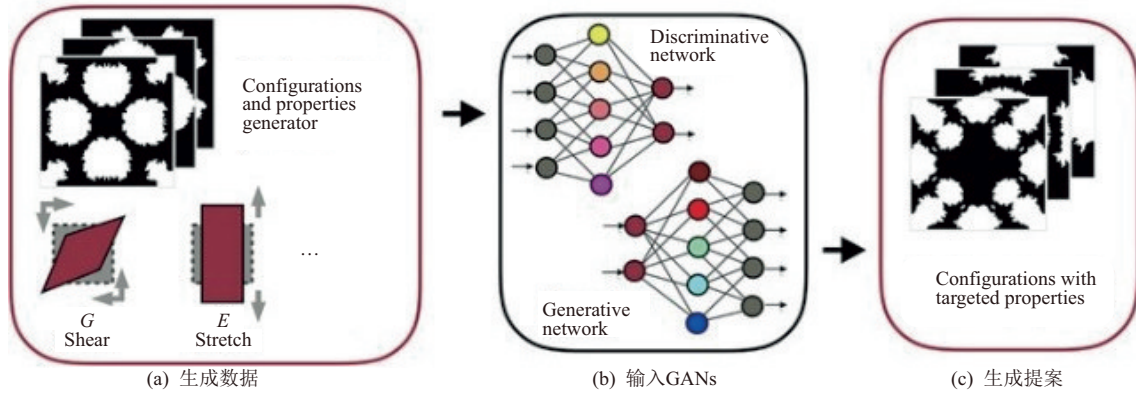 Configurations
and properties
generator
G
Shear
E
Stretch
...
(a) 生成数据
Discriminative
network
Generative
network
(b) 输入GANs
Configurations with
targeted properties
(c) 生成提案